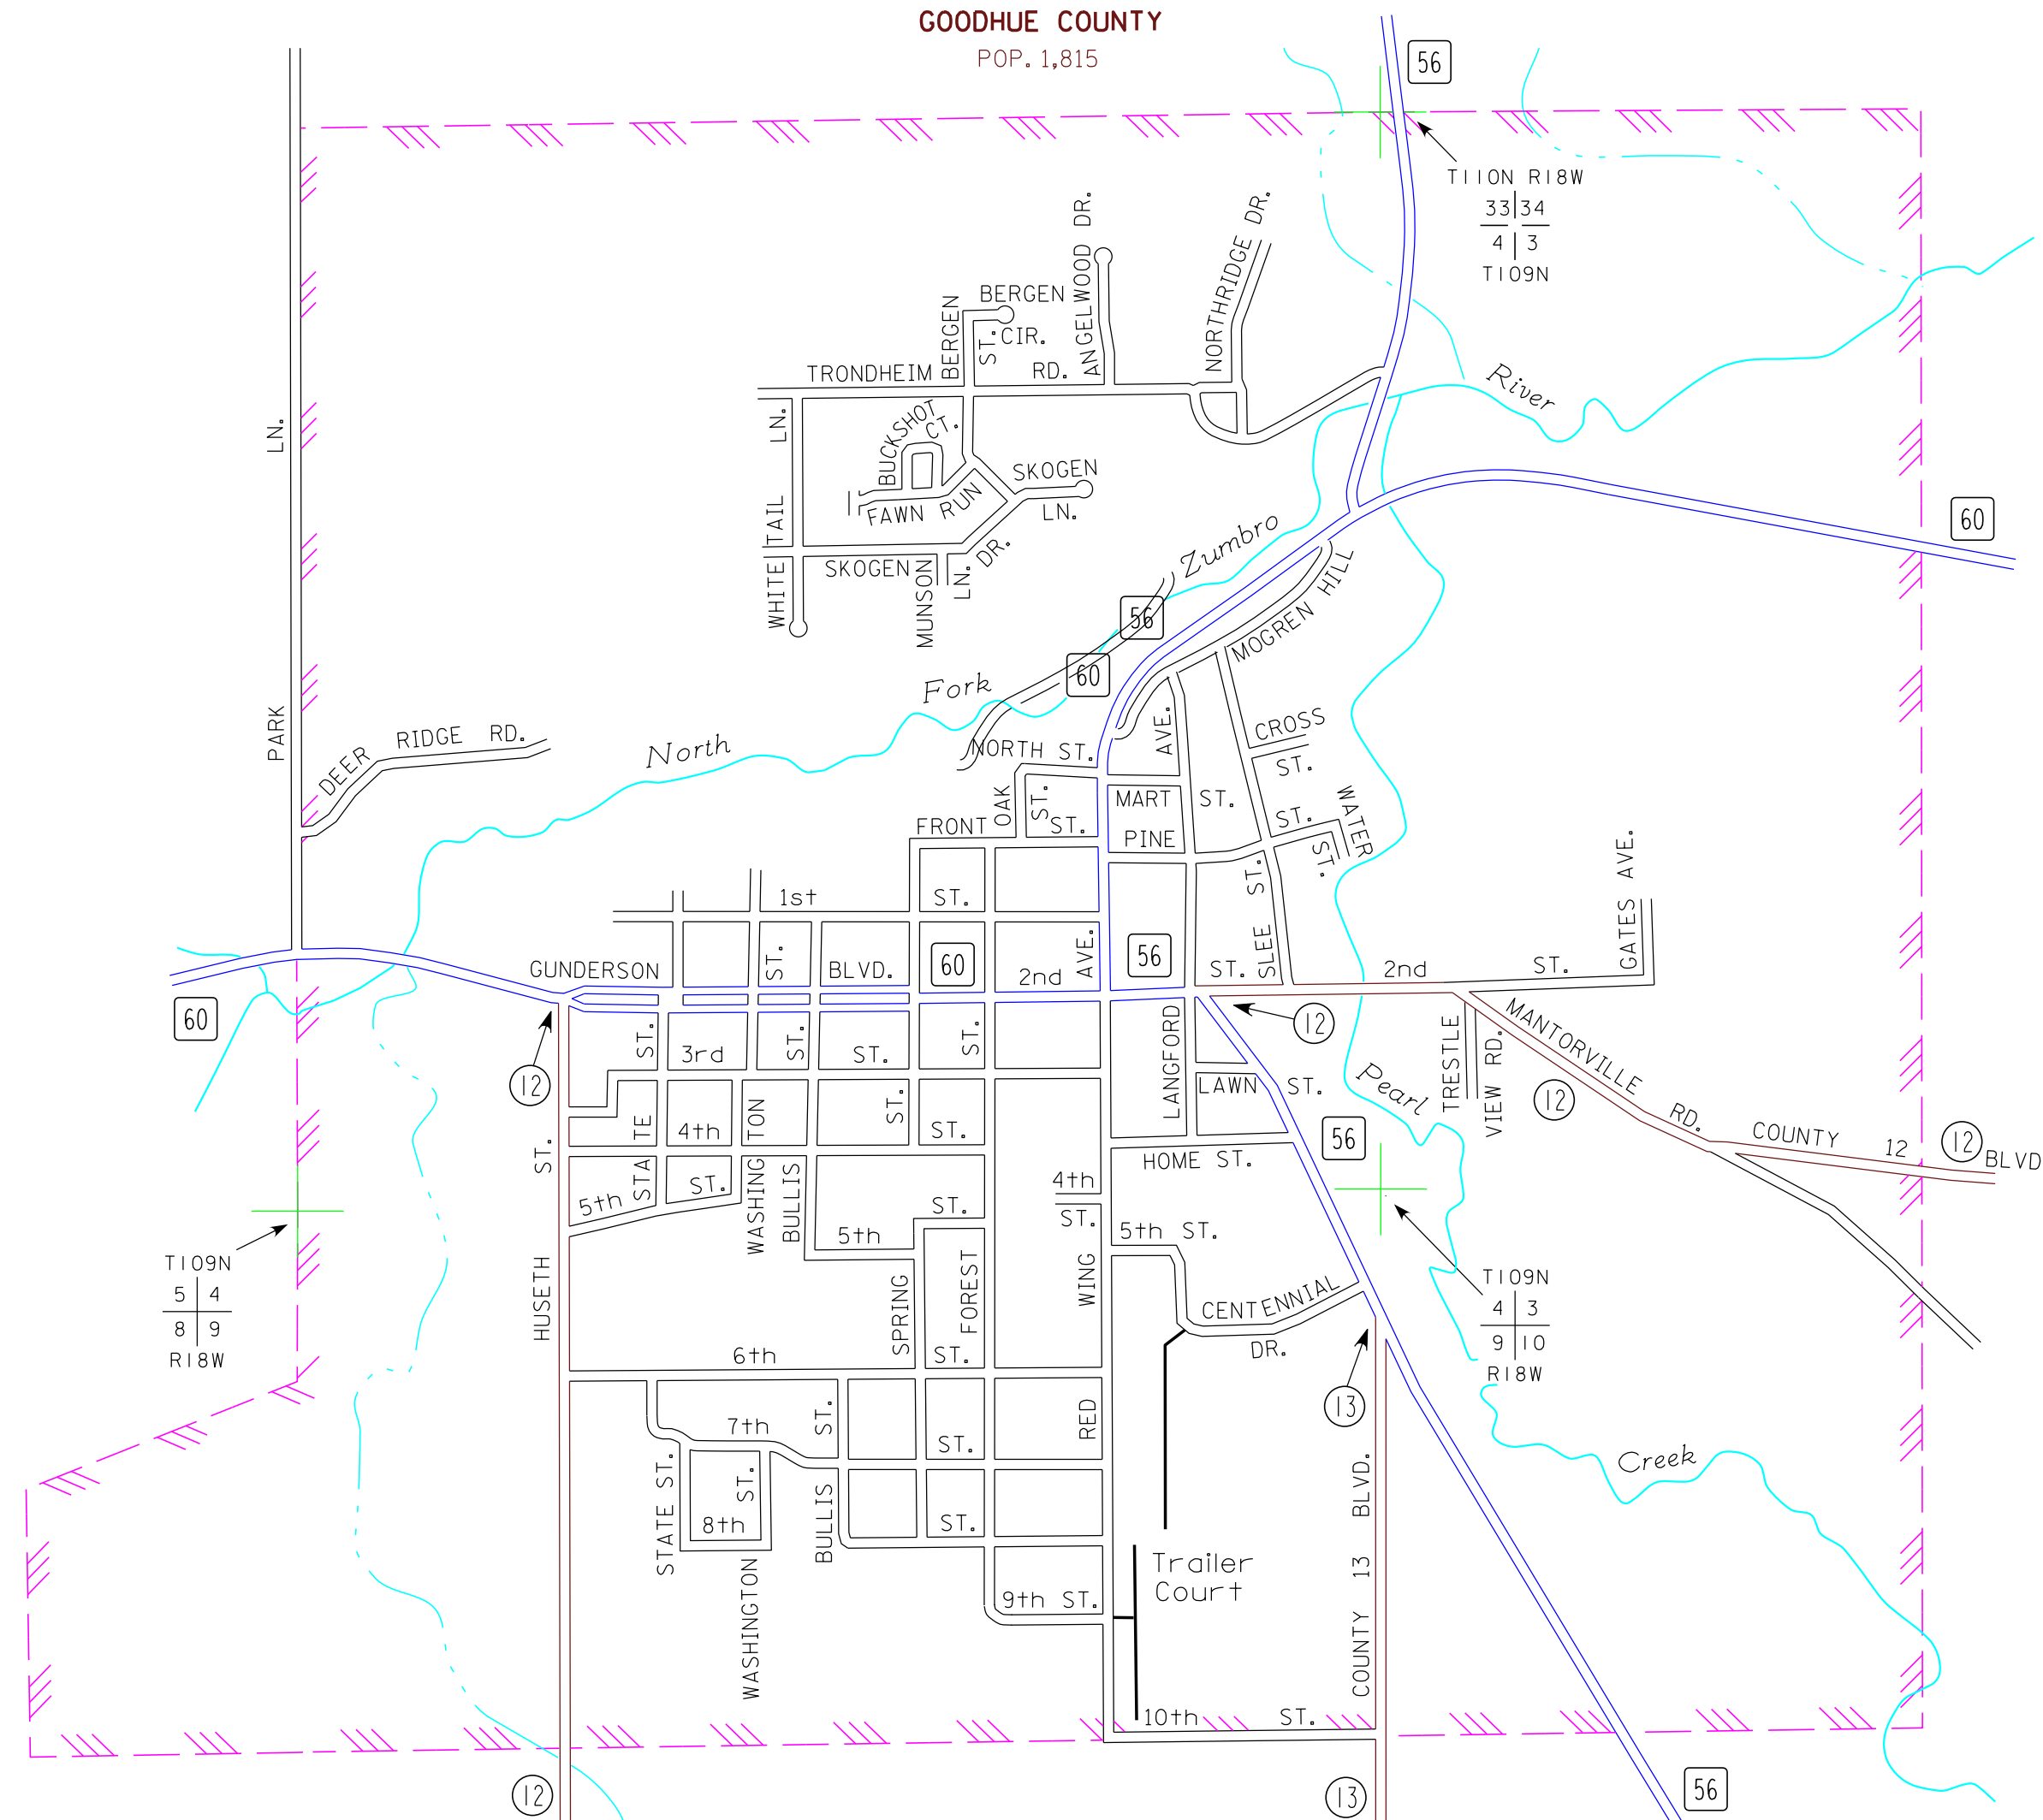 GOODHUE COUNTY
POP. 1,815
56
T110N R18W
33 34
4 3
T109N
LN.
PARK
BERGEN
ST.
BERGEN
CIR.
ANGELWOOD DR.
NORTHRIDGE DR.
TRONDHEIM
RD.
River
WHITE TAIL LN.
BUCKSHOT
CT.
FAWN RUN
SKOGEN
LN.
SKOGEN
DR.
MUNSON
LN.
60
Zumbro
56
60
MOGREN HILL
Fork
North
DEER RIDGE RD.
NORTH ST.
AVE.
CROSS
ST.
OAK
ST.
MART ST.
FRONT ST.
PINE ST.
WATER
ST.
GATES AVE.
1st ST.
SLEE ST.
GUNDERSON BLVD.
ST.
60
2nd
AVE.
56
ST.
2nd
ST.
60
12
12
MANTORVILLE RD.
TRESTLE
VIEW RD.
12
3rd ST.
ST.
ST.
ST.
LANGFORD
LAWN ST.
Pearl
56
COUNTY 12 BLVD
12
STATE
4th ST.
WASHINGTON
ST.
HOME ST.
ST.
HUSETH
5th ST.
BULLIS
5th ST.
4th
ST.
5th ST.
T109N
5 4
8 9
R18W
SPRING
FOREST
WING
CENTENNIAL
DR.
T109N
4 3
9 10
R18W
6th ST.
13
RED
7th ST.
ST.
STATE ST.
ST.
8th ST.
BULLIS
WASHINGTON
Creek
COUNTY 13 BLVD.
Trailer
Court
9th ST.
10th ST.
12
13
56